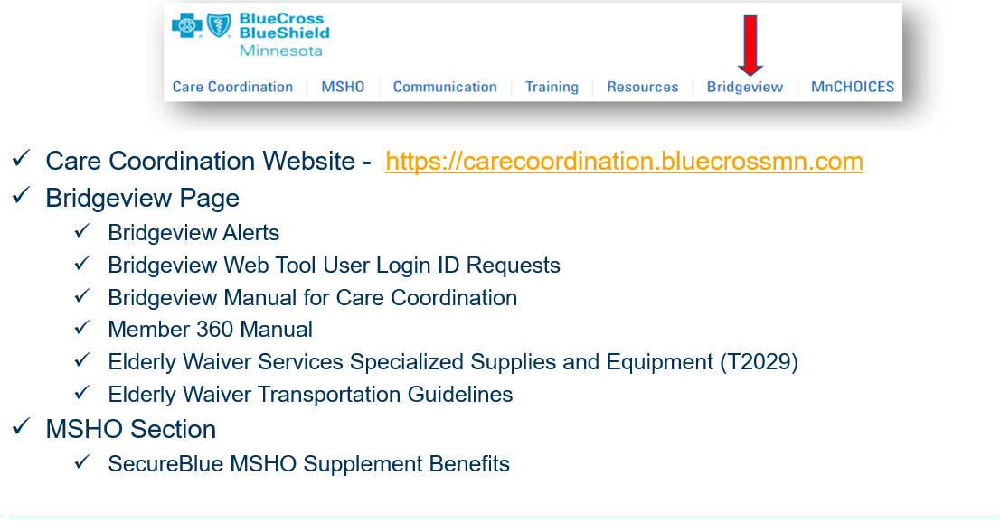 BlueCross
BlueShield
Minnesota
Care Coordination MSHO Communication Training Resources Bridgeview MnCHOICES
Care Coordination Website - https://carecoordination.bluecrossmn.com
Bridgeview Page
Bridgeview Alerts
Bridgeview Web Tool User Login ID Requests
Bridgeview Manual for Care Coordination
Member 360 Manual
Elderly Waiver Services Specialized Supplies and Equipment (T2029)
Elderly Waiver Transportation Guidelines
MSHO Section
SecureBlue MSHO Supplement Benefits